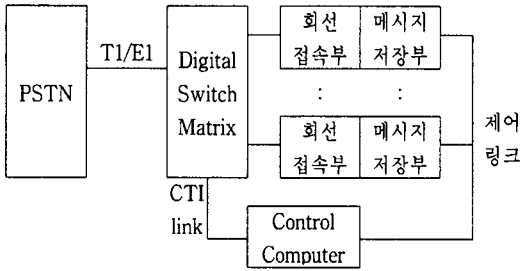 PSTN
T1/E1
Digital
Switch
Matrix
회선
접속부
메시지
저장부
: :
회선
접속부
메시지
저장부
제어
링크
CTI
link
Control
Computer